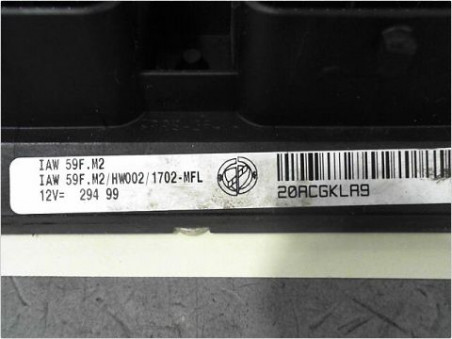 IAW 59F.M2
IAW 59F.M2/HW002/1702-MFL
12V= 294 99
20ACGKLA9